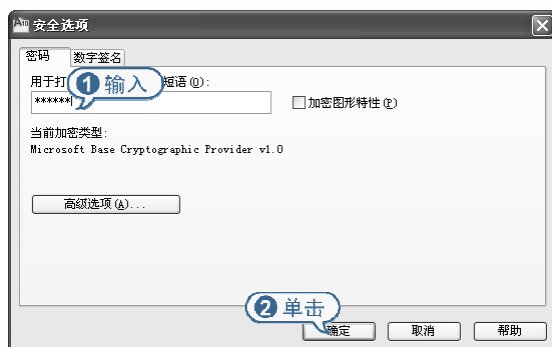 安全选项
密码 数字签名
用于打 短语(O):
❶输入
******
加密图形特性(P)
当前加密类型:
Microsoft Base Cryptographic Provider v1.0
高级选项(A)...
❷单击
确定 取消 帮助